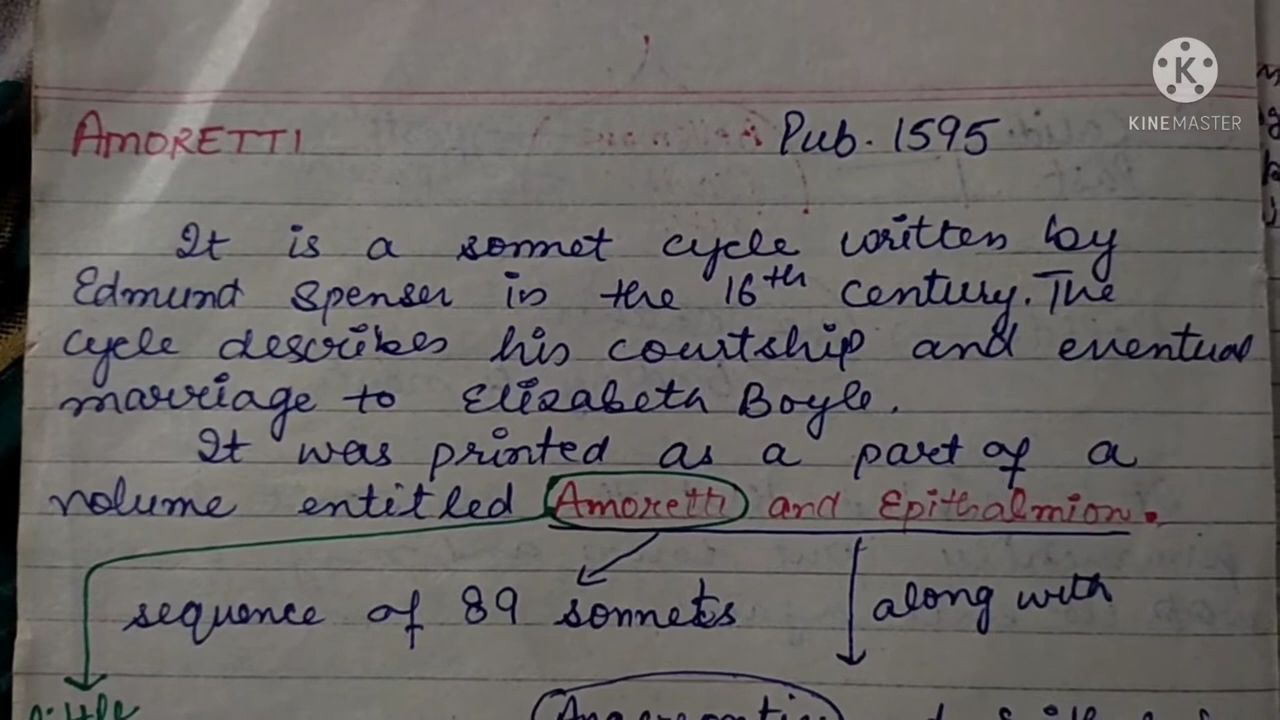 K
KINEMASTER
AMORETTI Pub. 1595
It is a sonnet cycle written by
Edmund Spenser in the 16th century. The
cycle describes his courtship and eventual
marriage to Elizabeth Boyle.
It was printed as a part of a
volume entitled Amoretti and Epithalmion.
sequence of 89 sonnets along with